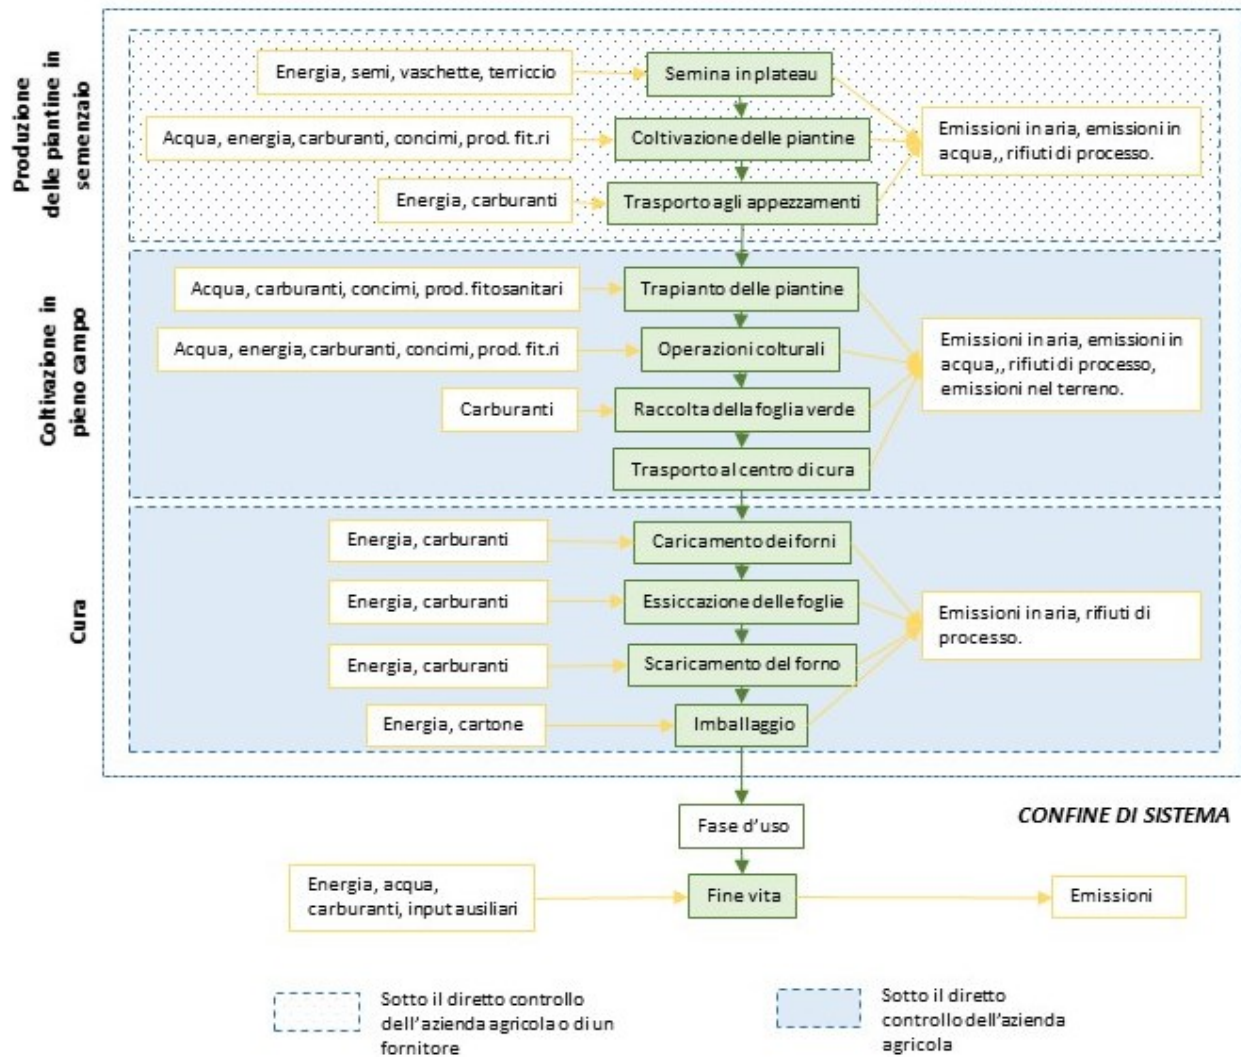 Produzione
delle piantine in
semenzaio
Energia, semi, vaschette, terriccio
Semina in plateau
Acqua, energia, carburanti, concimi, prod. fit.ri
Coltivazione delle piantine
Emissioni in aria, emissioni in
acqua,, rifiuti di processo.
Energia, carburanti
Trasporto agli appezzamenti
Coltivazione in
pieno campo
Acqua, carburanti, concimi, prod. fitosanitari
Trapianto delle piantine
Acqua, energia, carburanti, concimi, prod. fit.ri
Operazioni colturali
Emissioni in aria, emissioni in
acqua,, rifiuti di processo,
emissioni nel terreno.
Carburanti
Raccolta della foglia verde
Trasporto al centro di cura
Cura
Energia, carburanti
Caricamento dei forni
Energia, carburanti
Essiccazione delle foglie
Emissioni in aria, rifiuti di
processo.
Energia, carburanti
Scaricamento del forno
Energia, cartone
Imballaggio
CONFINE DI SISTEMA
Fase d'uso
Energia, acqua,
carburanti, input ausiliari
Fine vita
Emissioni
Sotto il diretto controllo
dell'azienda agricola o di un
fornitore
Sotto il diretto
controllo dell'azienda
agricola